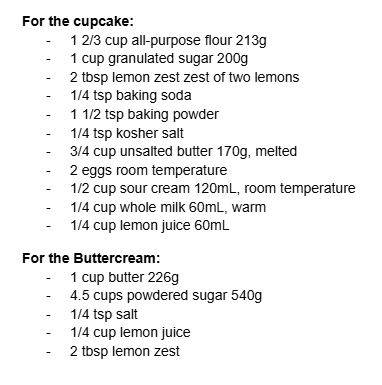 For the cupcake:
- 1 2/3 cup all-purpose flour 213g
- 1 cup granulated sugar 200g
- 2 tbsp lemon zest zest of two lemons
- 1/4 tsp baking soda
- 1 1/2 tsp baking powder
- 1/4 tsp kosher salt
- 3/4 cup unsalted butter 170g, melted
- 2 eggs room temperature
- 1/2 cup sour cream 120mL, room temperature
- 1/4 cup whole milk 60mL, warm
- 1/4 cup lemon juice 60mL
For the Buttercream:
- 1 cup butter 226g
- 4.5 cups powdered sugar 540g
- 1/4 tsp salt
- 1/4 cup lemon juice
- 2 tbsp lemon zest